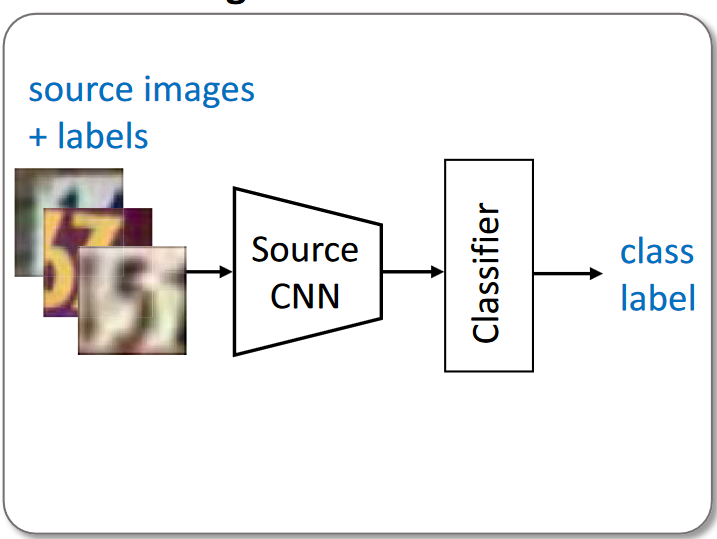 source images
+ labels
Source
CNN
Classifier
class
label